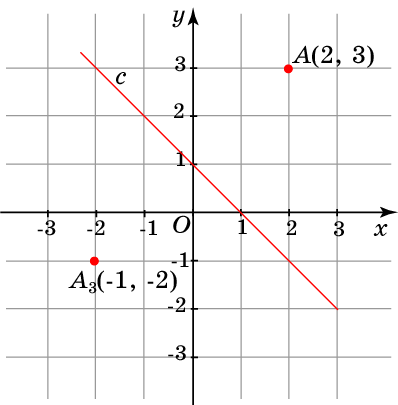 y
A(2, 3)
3
c
2
1
-3 -2 -1 O 1 2 3 x
-1
A₃(-1, -2)
-2
-3